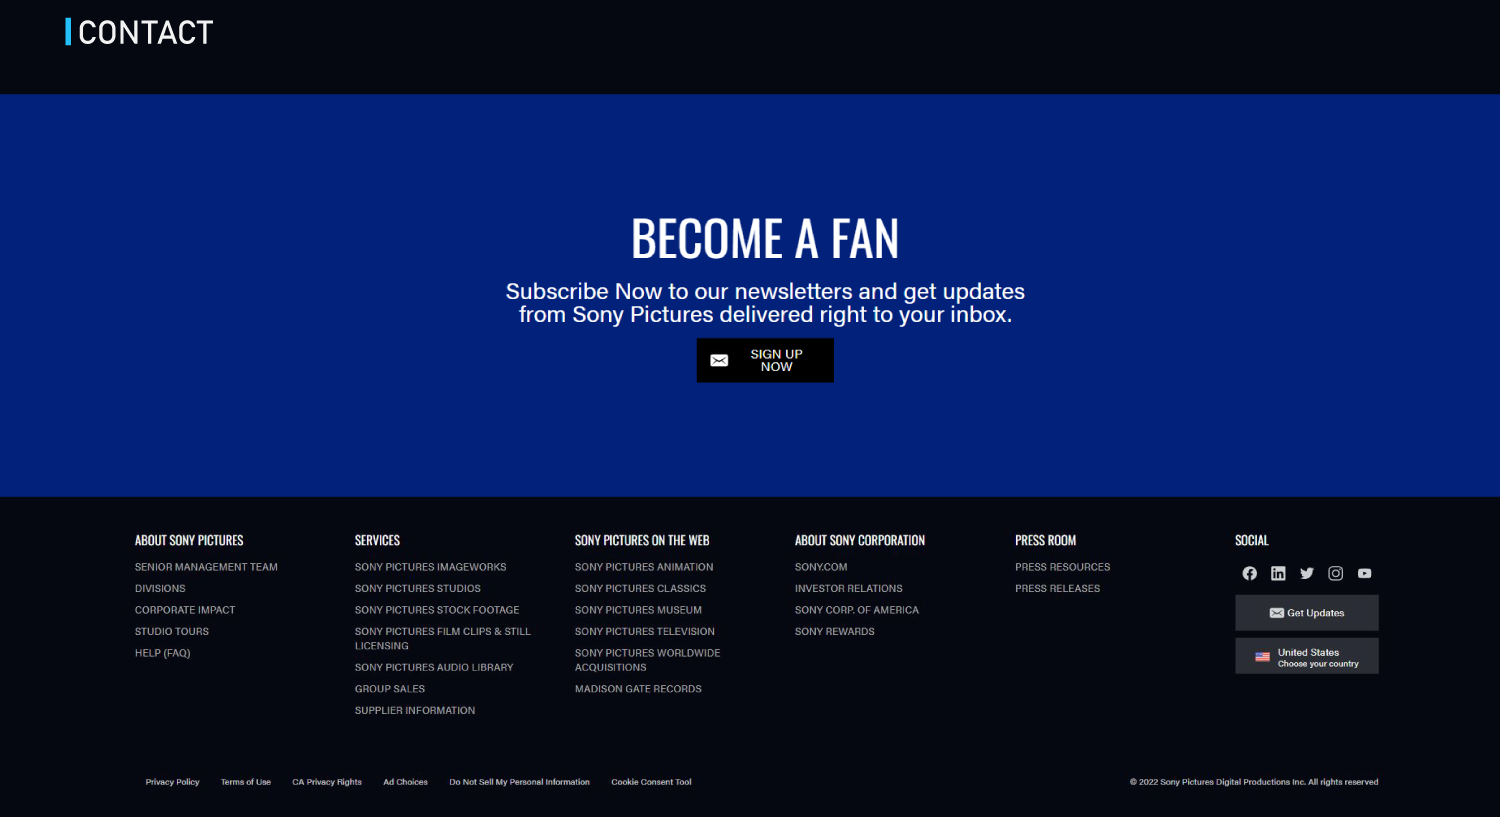 CONTACT
BECOME A FAN
Subscribe Now to our newsletters and get updates
from Sony Pictures delivered right to your inbox.
SIGN UP
NOW
ABOUT SONY PICTURES
SENIOR MANAGEMENT TEAM
DIVISIONS
CORPORATE IMPACT
STUDIO TOURS
HELP (FAQ)
SERVICES
SONY PICTURES IMAGEWORKS
SONY PICTURES STUDIOS
SONY PICTURES STOCK FOOTAGE
SONY PICTURES FILM CLIPS & STILL
LICENSING
SONY PICTURES AUDIO LIBRARY
GROUP SALES
SUPPLIER INFORMATION
SONY PICTURES ON THE WEB
SONY PICTURES ANIMATION
SONY PICTURES CLASSICS
SONY PICTURES MUSEUM
SONY PICTURES TELEVISION
SONY PICTURES WORLDWIDE
ACQUISITIONS
MADISON GATE RECORDS
ABOUT SONY CORPORATION
SONY.COM
INVESTOR RELATIONS
SONY CORP. OF AMERICA
SONY REWARDS
PRESS ROOM
PRESS RESOURCES
PRESS RELEASES
SOCIAL
Get Updates
United States
Choose your country
Privacy Policy Terms of Use CA Privacy Rights Ad Choices Do Not Sell My Personal Information Cookie Consent Tool
© 2022 Sony Pictures Digital Productions Inc. All rights reserved